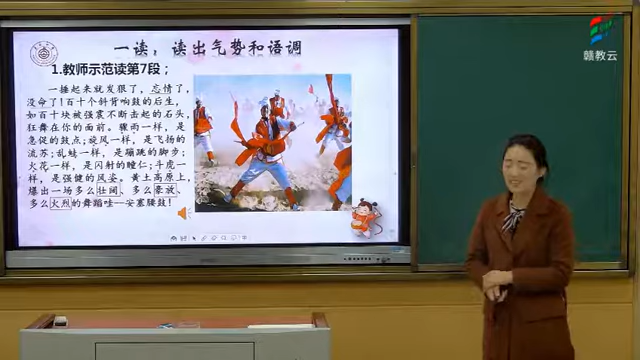 一读，读出气势和语调
1.教师示范读第7段；
一捶起来就发狠了，忘情了，
没命了！百十个斜背响鼓的后生，
如百十块被强震不断击起的石头，
狂舞在你的面前。骤雨一样，是
急促的鼓点；旋风一样，是飞扬的
流苏；乱蛙一样，是蹦跳的脚步；
火花一样，是闪射的瞳仁；斗虎一
样，是强健的风姿。黄土高原上，
爆出一场多么壮阔、多么豪放、
多么火烈的舞蹈哇——安塞腰鼓！
赣教云